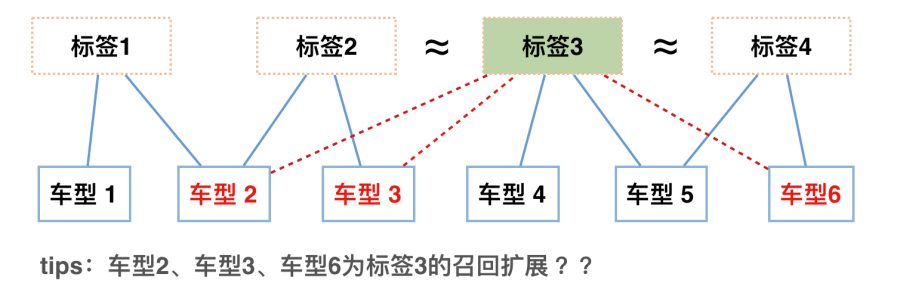 标签1 标签2 ≈ 标签3 ≈ 标签4
车型 1 车型 2 车型 3 车型 4 车型 5 车型6
tips：车型2、车型3、车型6为标签3的召回扩展？？